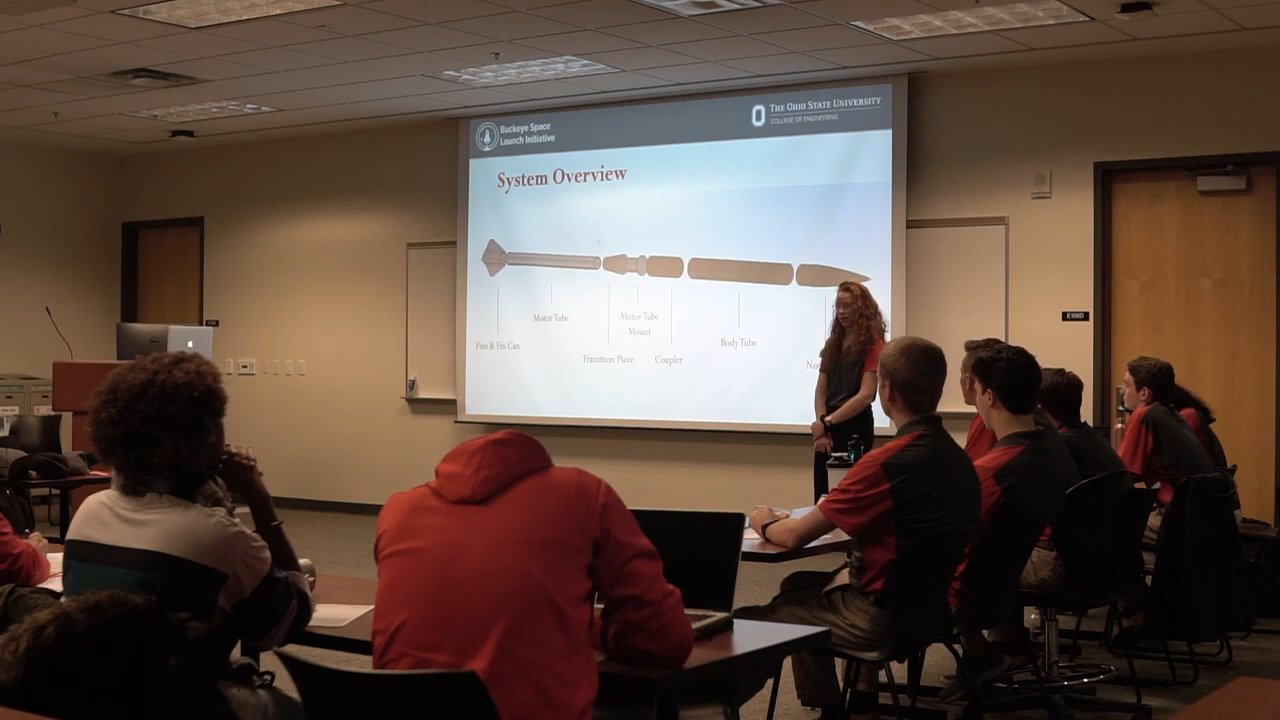 Buckeye Space
Launch Initiative
THE OHIO STATE UNIVERSITY
COLLEGE OF ENGINEERING
System Overview
Motor Tube
Motor Tube
Mount
Fins & Fin Can
Transition Piece
Coupler
Body Tube